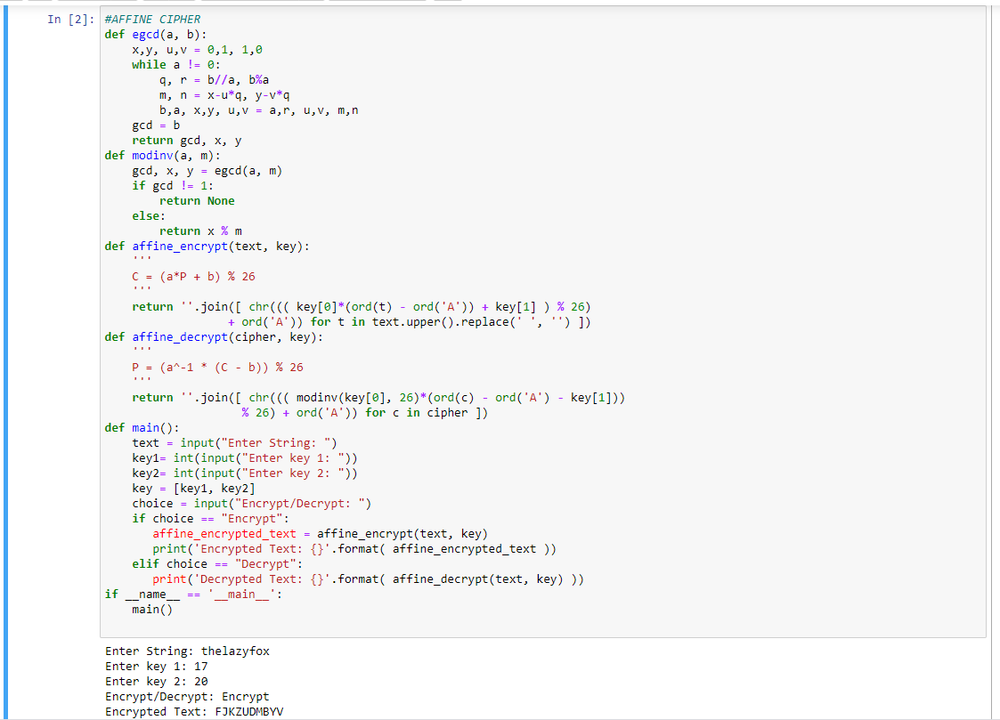 In [2]: #AFFINE CIPHER
def egcd(a, b):
    x,y, u,v = 0,1, 1,0
    while a != 0:
        q, r = b//a, b%a
        m, n = x-u*q, y-v*q
        b,a, x,y, u,v = a,r, u,v, m,n
    gcd = b
    return gcd, x, y
def modinv(a, m):
    gcd, x, y = egcd(a, m)
    if gcd != 1:
        return None
    else:
        return x % m
def affine_encrypt(text, key):
    '''
    C = (a*P + b) % 26
    '''
    return ''.join([ chr((( key[0]*(ord(t) - ord('A')) + key[1] ) % 26)
                  + ord('A')) for t in text.upper().replace(' ', '') ])
def affine_decrypt(cipher, key):
    '''
    P = (a^-1 * (C - b)) % 26
    '''
    return ''.join([ chr((( modinv(key[0], 26)*(ord(c) - ord('A') - key[1]))
                    % 26) + ord('A')) for c in cipher ])
def main():
    text = input("Enter String: ")
    key1= int(input("Enter key 1: "))
    key2= int(input("Enter key 2: "))
    key = [key1, key2]
    choice = input("Encrypt/Decrypt: ")
    if choice == "Encrypt":
       affine_encrypted_text = affine_encrypt(text, key)
       print('Encrypted Text: {}'.format( affine_encrypted_text ))
    elif choice == "Decrypt":
       print('Decrypted Text: {}'.format( affine_decrypt(text, key) ))
if __name__ == '__main__':
    main()
Enter String: thelazyfox
Enter key 1: 17
Enter key 2: 20
Encrypt/Decrypt: Encrypt
Encrypted Text: FJKZUDMBYV